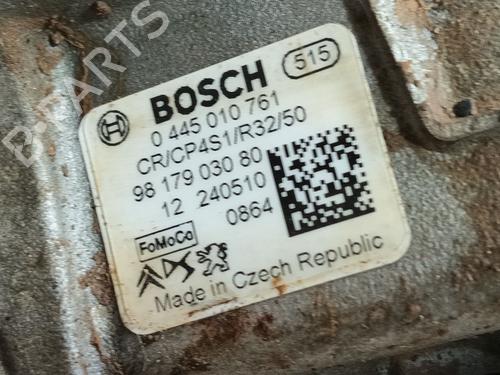 BOSCH
515
0 445 010 761
CR/CP4S1/R32/50
98 179 030 80
12 240510
0864
FoMoCo
DS
Made in Czech Republic
B-PARTS